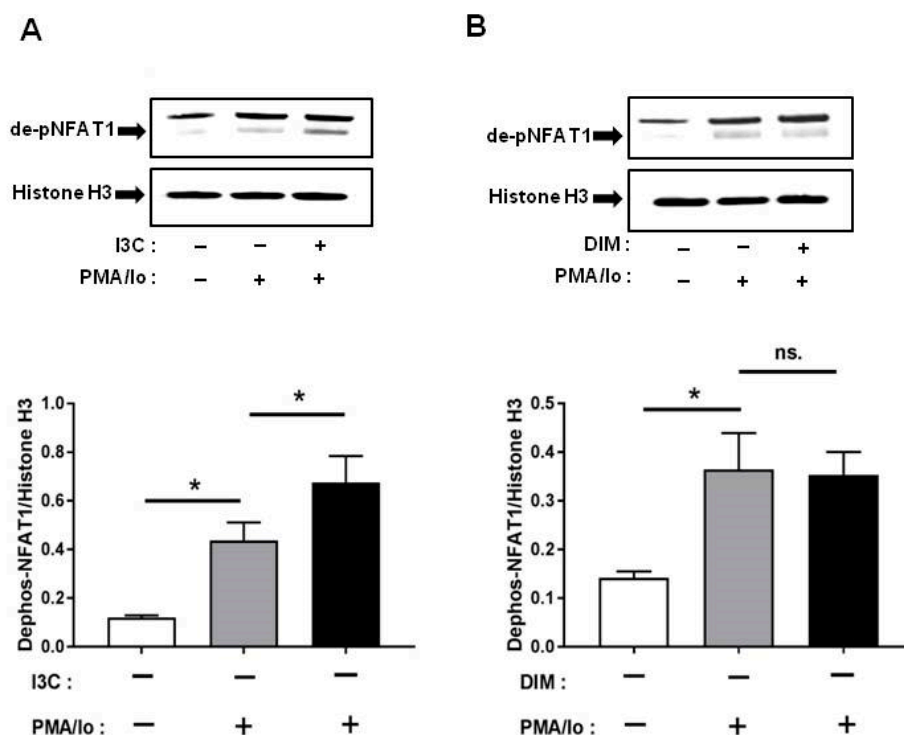 A
de-pNFAT1
Histone H3
I3C : – – +
PMA/Io : – + +
Dephos-NFAT1/Histone H3
1.0
0.8
0.6
0.4
0.2
0.0
*
*
I3C : – – –
PMA/Io : – + +
B
de-pNFAT1
Histone H3
DIM : – – +
PMA/Io : – + +
Dephos-NFAT1/Histone H3
0.5
0.4
0.3
0.2
0.1
0.0
*
ns.
DIM : – – –
PMA/Io : – + +